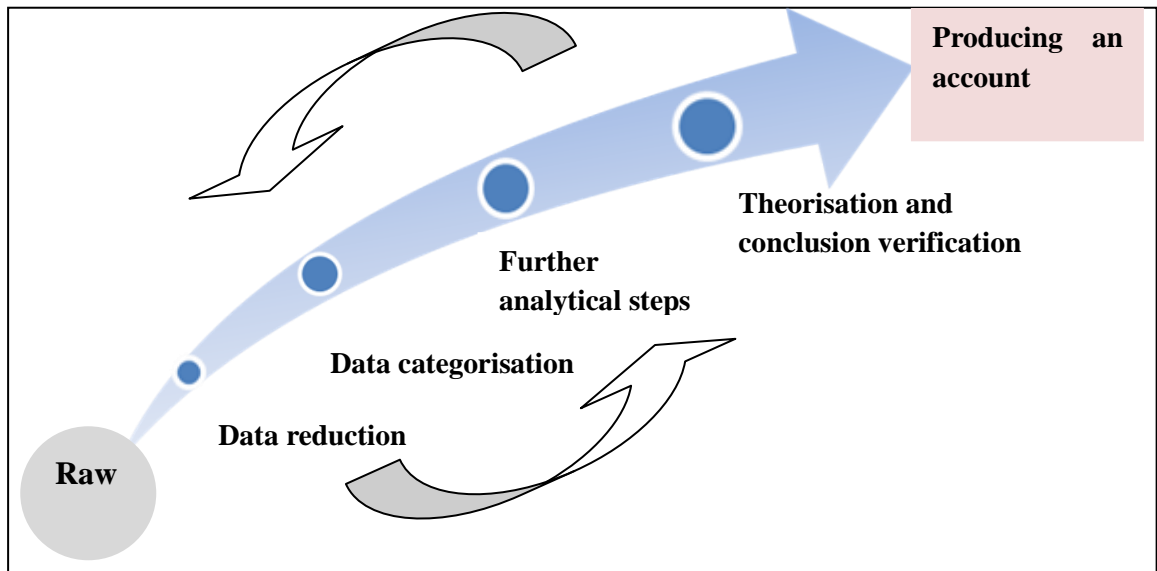 Producing an
account
Theorisation and
conclusion verification
Further
analytical steps
Data categorisation
Data reduction
Raw